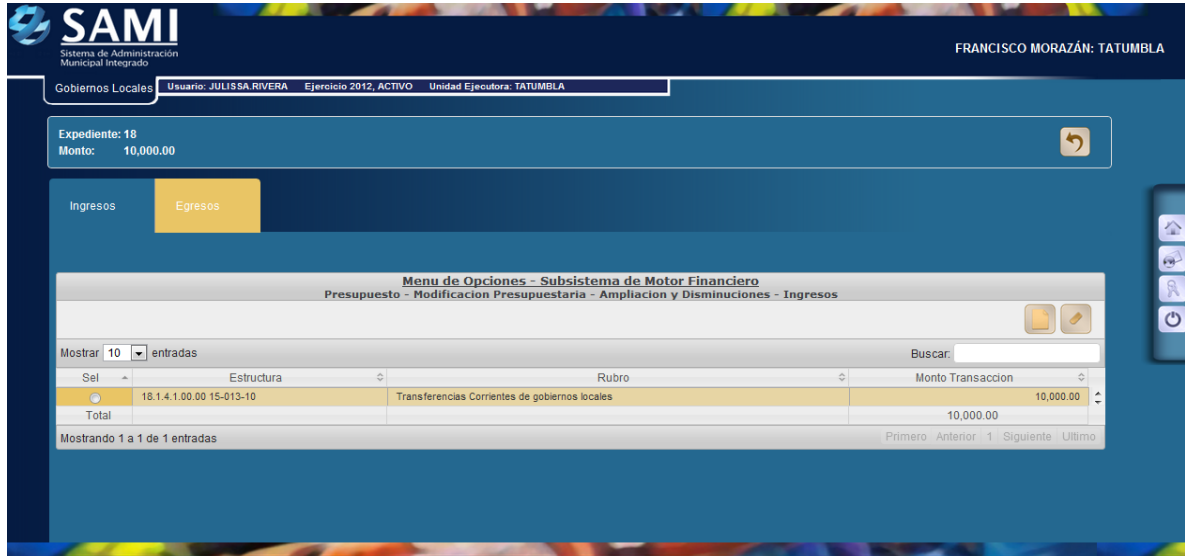 SAMI
Sistema de Administración
Municipal Integrado
FRANCISCO MORAZÁN: TATUMBLA
Gobiernos Locales
Usuario: JULISSA.RIVERA Ejercicio 2012, ACTIVO Unidad Ejecutora: TATUMBLA
Expediente: 18
Monto: 10,000.00
Ingresos Egresos
Menu de Opciones - Subsistema de Motor Financiero
Presupuesto - Modificacion Presupuestaria - Ampliacion y Disminuciones - Ingresos
Mostrar 10 entradas Buscar:
Sel Estructura Rubro Monto Transaccion
18.1.4.1.00.00 15-013-10 Transferencias Corrientes de gobiernos locales 10,000.00
Total 10,000.00
Mostrando 1 a 1 de 1 entradas Primero Anterior 1 Siguiente Ultimo